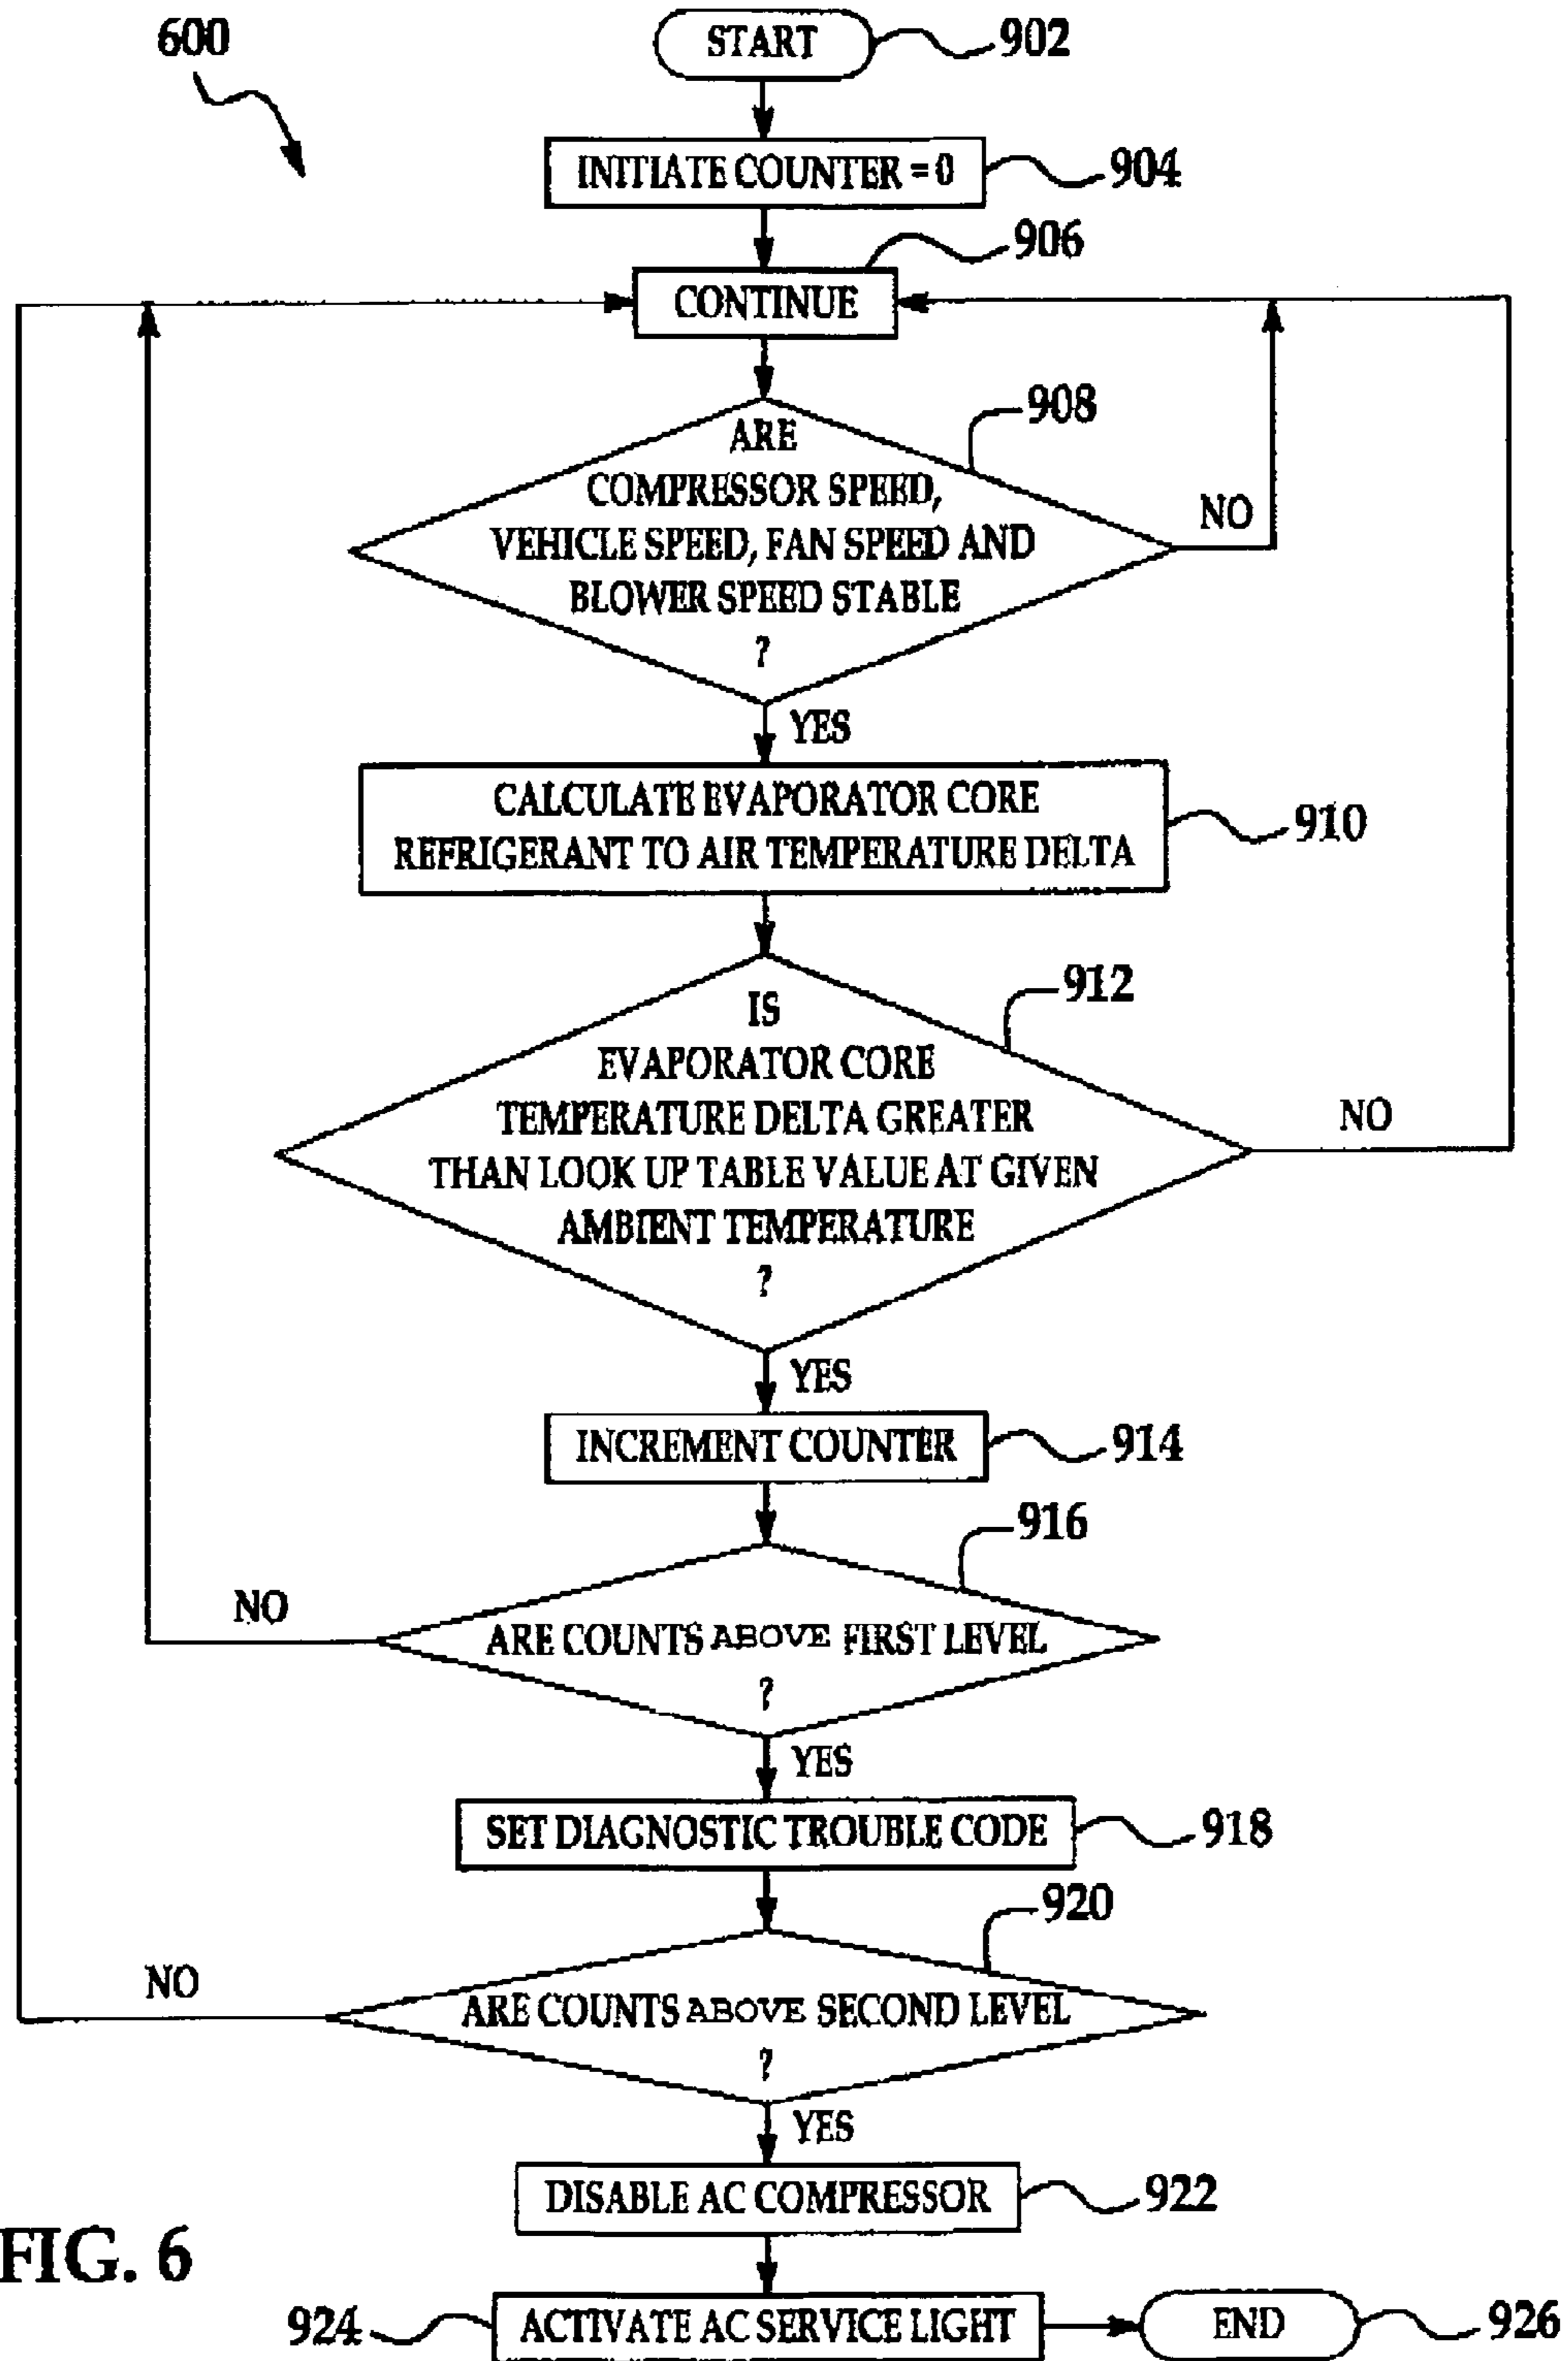 600
START
902
INITIATE COUNTER = 0
904
906
CONTINUE
908
ARE
COMPRESSOR SPEED,
VEHICLE SPEED, FAN SPEED AND
BLOWER SPEED STABLE
?
NO
YES
CALCULATE EVAPORATOR CORE
REFRIGERANT TO AIR TEMPERATURE DELTA
910
912
IS
EVAPORATOR CORE
TEMPERATURE DELTA GREATER
THAN LOOK UP TABLE VALUE AT GIVEN
AMBIENT TEMPERATURE
?
NO
YES
INCREMENT COUNTER
914
916
NO
ARE COUNTS ABOVE FIRST LEVEL
?
YES
SET DIAGNOSTIC TROUBLE CODE
918
920
NO
ARE COUNTS ABOVE SECOND LEVEL
?
YES
DISABLE AC COMPRESSOR
922
FIG. 6
924
ACTIVATE AC SERVICE LIGHT
END
926